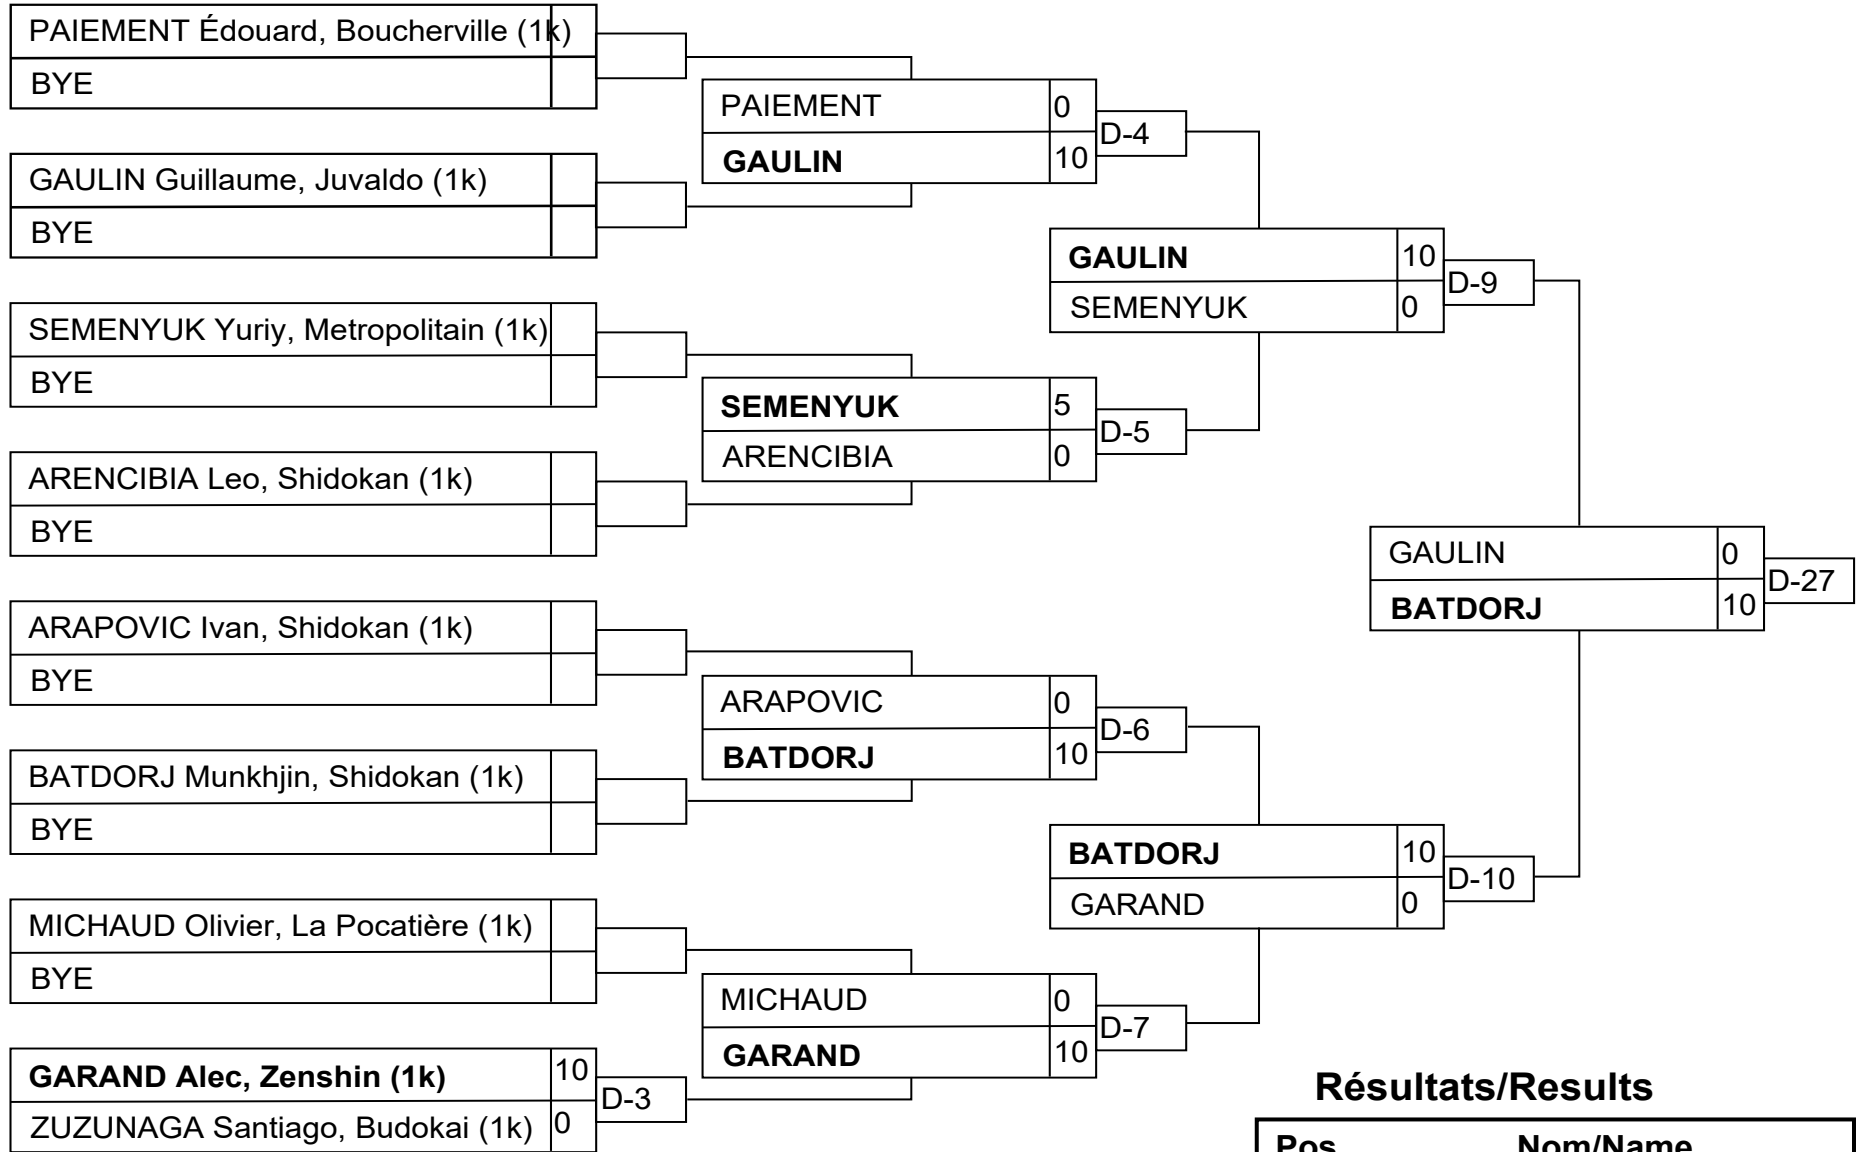 PAIEMENT Édouard, Boucherville (1k)
BYE
GAULIN Guillaume, Juvaldo (1k)
BYE
SEMENYUK Yuriy, Metropolitain (1k)
BYE
ARENCIBIA Leo, Shidokan (1k)
BYE
ARAPOVIC Ivan, Shidokan (1k)
BYE
BATDORJ Munkhjin, Shidokan (1k)
BYE
MICHAUD Olivier, La Pocatière (1k)
BYE
GARAND Alec, Zenshin (1k) 10
ZUZUNAGA Santiago, Budokai (1k) 0
D-3
PAIEMENT 0
GAULIN 10
D-4
SEMENYUK 5
ARENCIBIA 0
D-5
ARAPOVIC 0
BATDORJ 10
D-6
MICHAUD 0
GARAND 10
D-7
GAULIN 10
SEMENYUK 0
D-9
BATDORJ 10
GARAND 0
D-10
GAULIN 0
BATDORJ 10
D-27
Résultats/Results
Pos Nom/Name